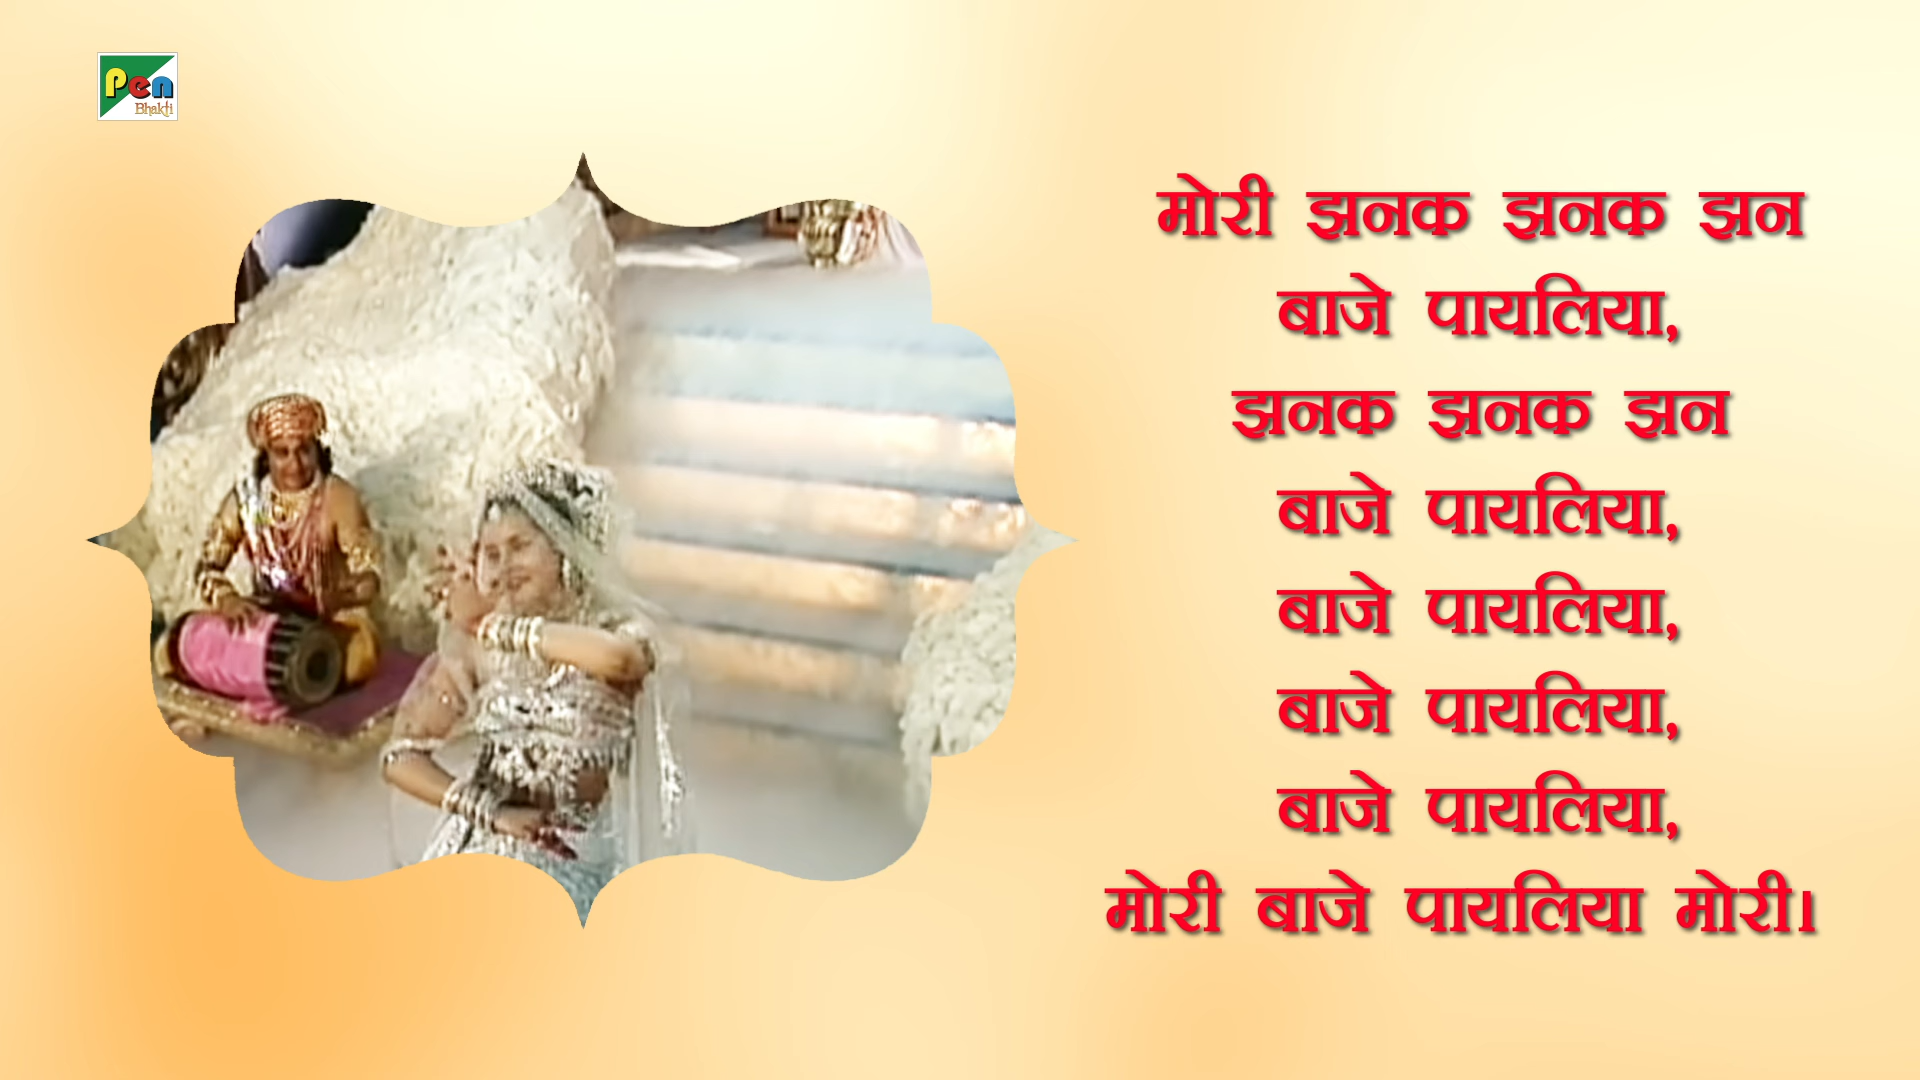 Pen
Bhakti
मोरी झनक झनक झन
बाजे पायलिया,
झनक झनक झन
बाजे पायलिया,
बाजे पायलिया,
बाजे पायलिया,
बाजे पायलिया,
मोरी बाजे पायलिया मोरी।